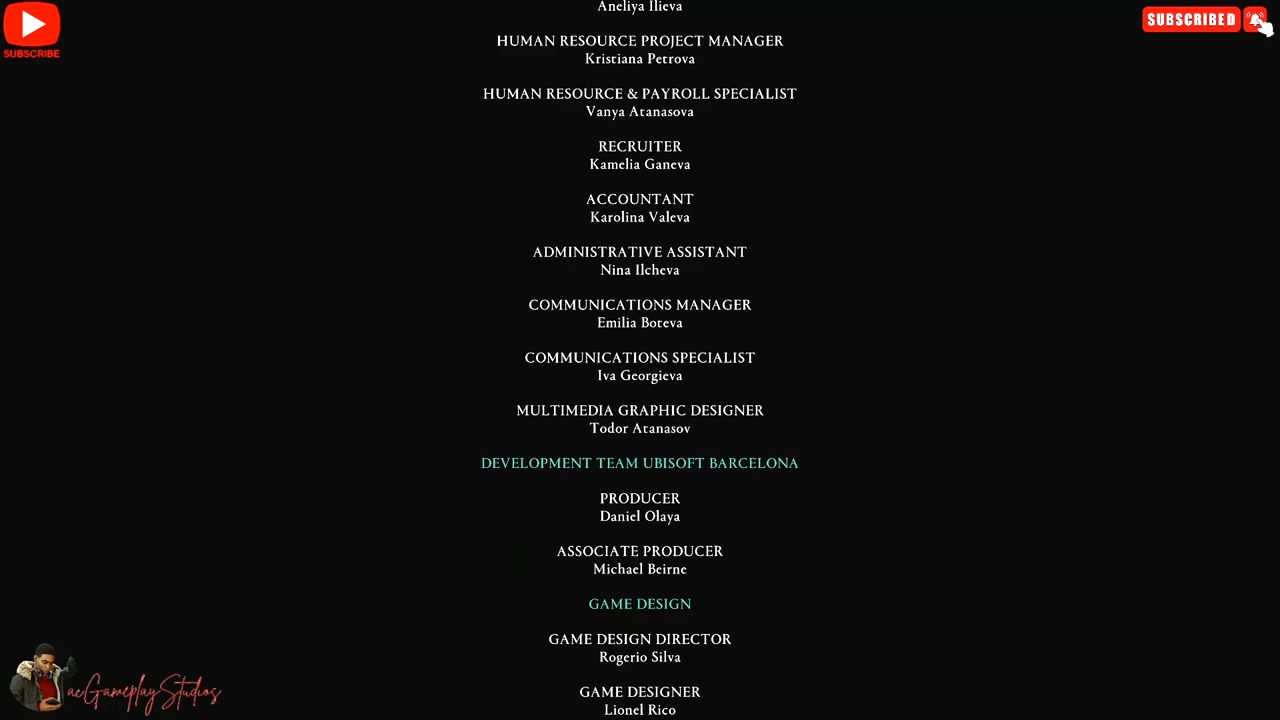 Aneliya Ilieva
SUBSCRIBE
SUBSCRIBED
HUMAN RESOURCE PROJECT MANAGER
Kristiana Petrova
HUMAN RESOURCE & PAYROLL SPECIALIST
Vanya Atanasova
RECRUITER
Kamelia Ganeva
ACCOUNTANT
Karolina Valeva
ADMINISTRATIVE ASSISTANT
Nina Ilcheva
COMMUNICATIONS MANAGER
Emilia Boteva
COMMUNICATIONS SPECIALIST
Iva Georgieva
MULTIMEDIA GRAPHIC DESIGNER
Todor Atanasov
DEVELOPMENT TEAM UBISOFT BARCELONA
PRODUCER
Daniel Olaya
ASSOCIATE PRODUCER
Michael Beirne
GAME DESIGN
GAME DESIGN DIRECTOR
Rogerio Silva
GAME DESIGNER
Lionel Rico
aeGameplayStudios